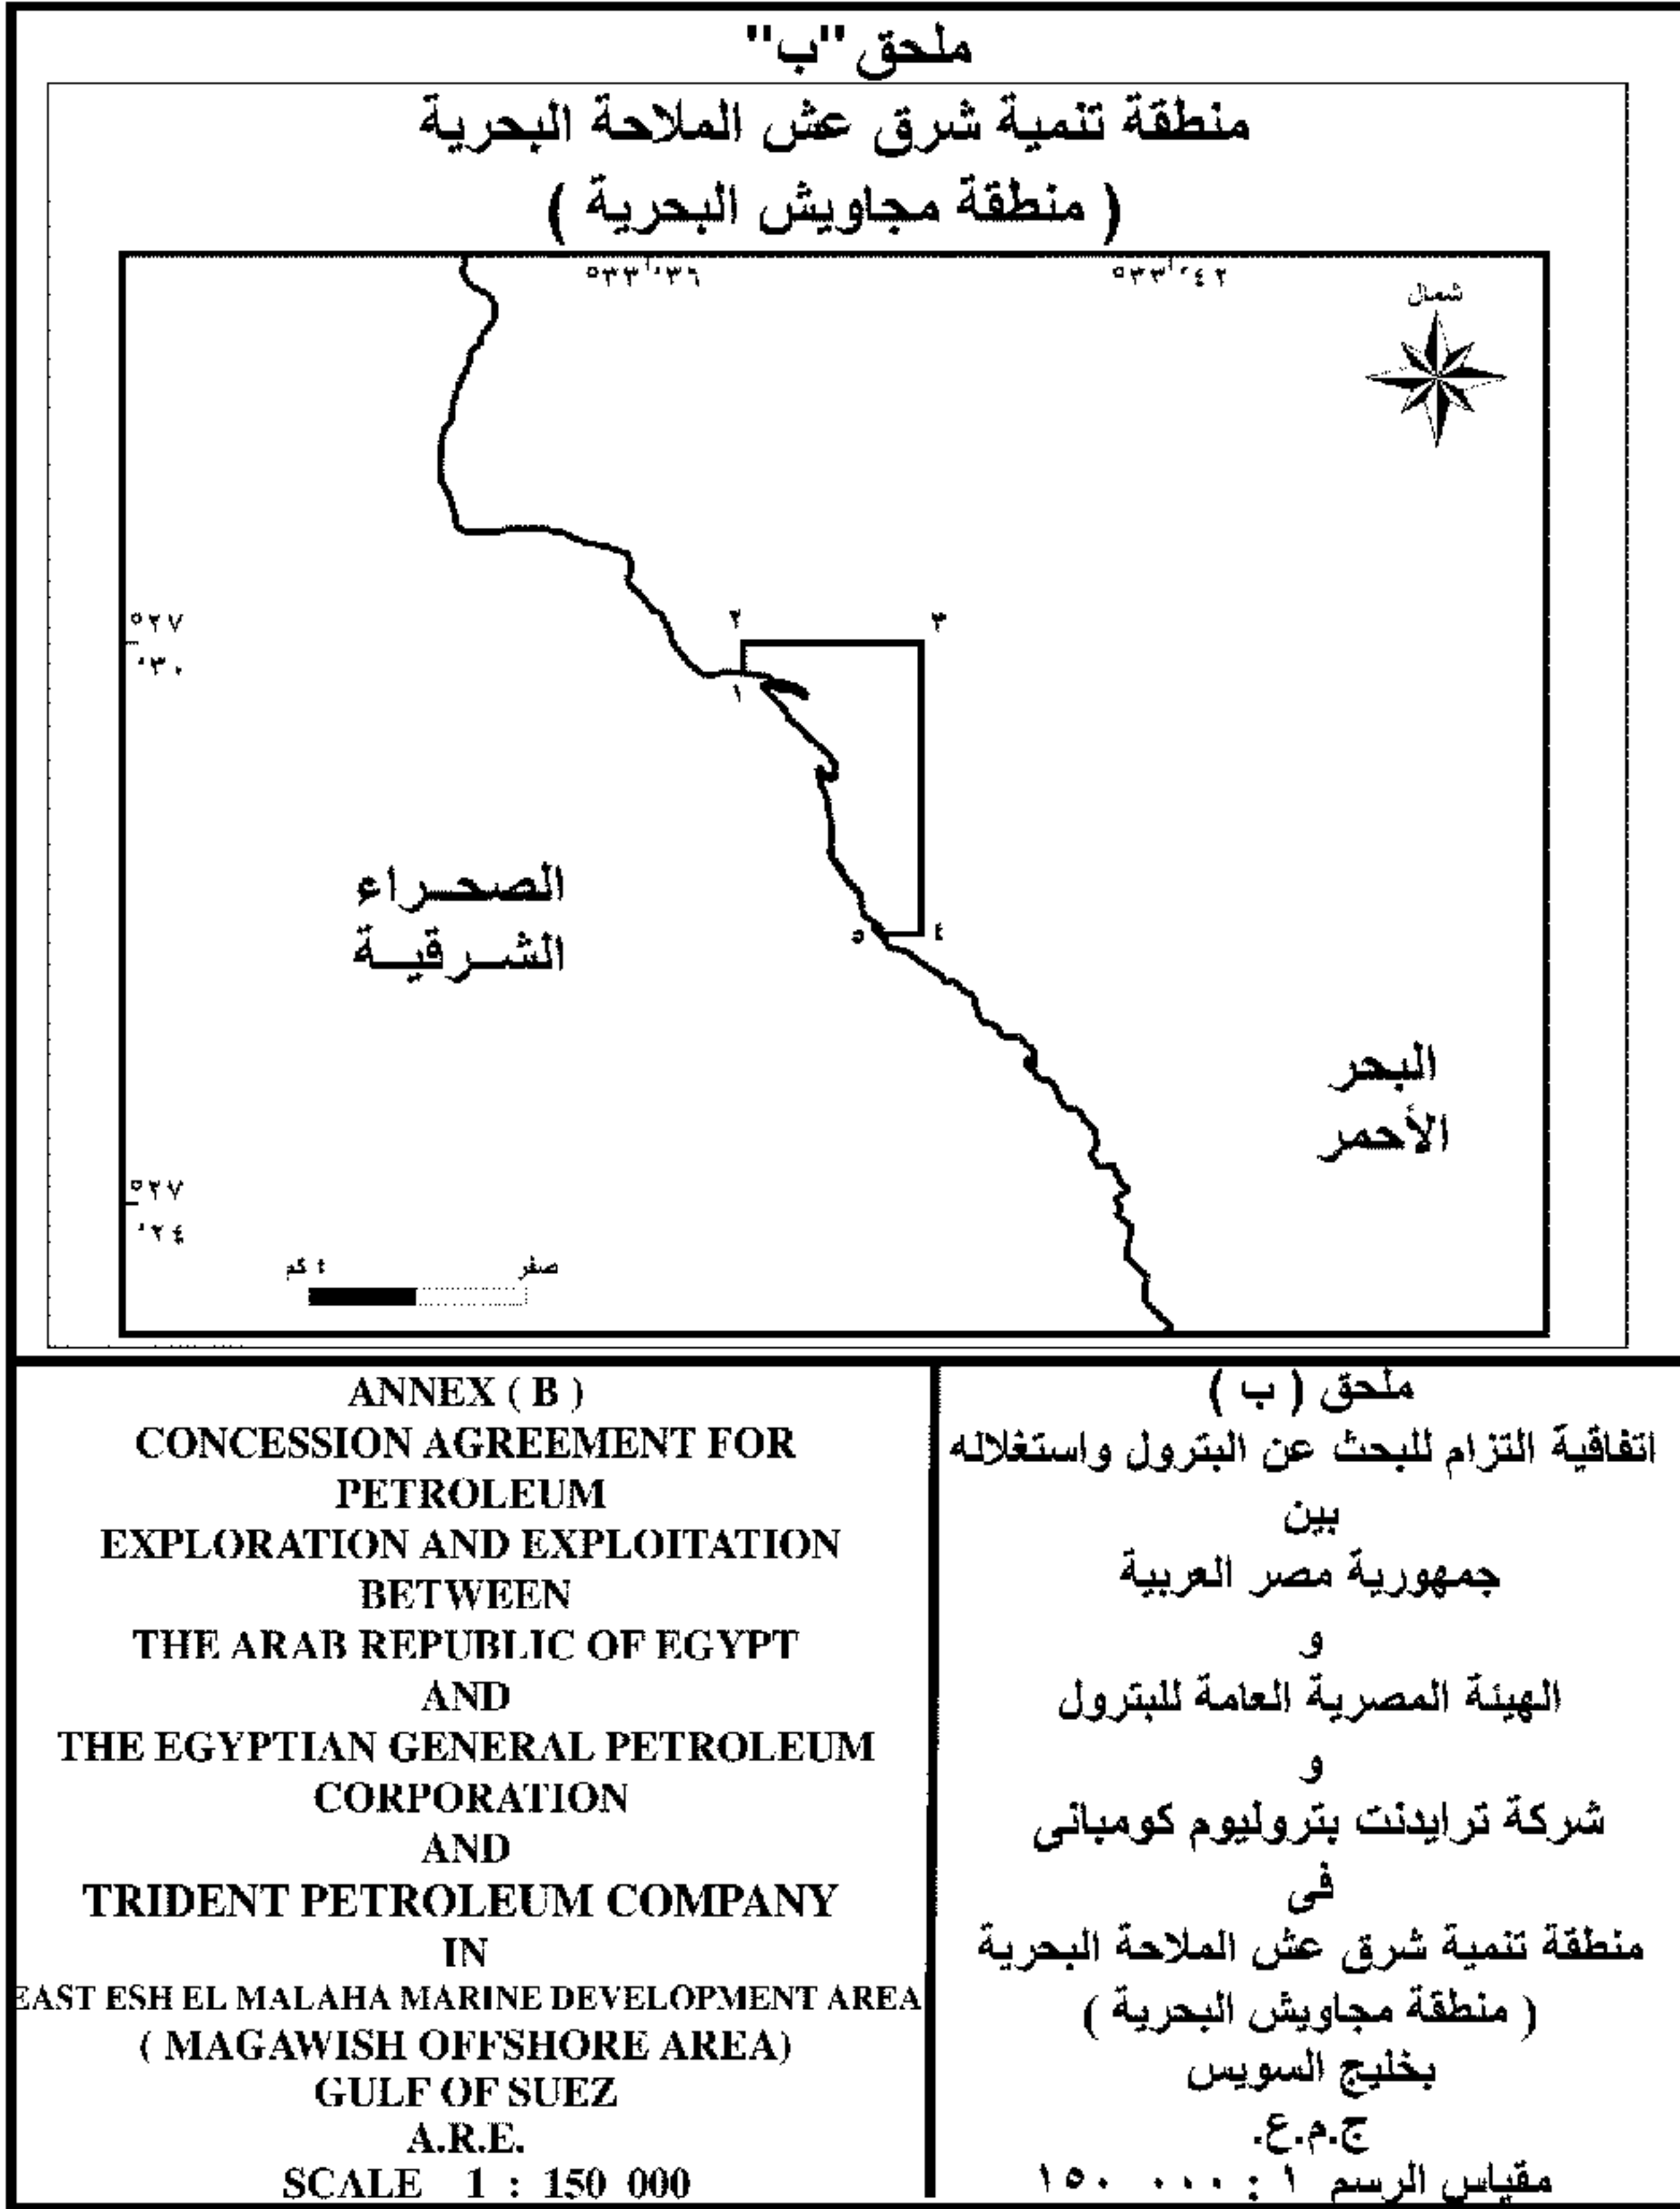 ملحق "ب"
منطقة تنمية شرق عش الملاحة البحرية
( منطقة مجاويش البحرية )
°٣٣ '٣٦
°٣٣ '٤٢
شمال
°٢٧
'٣٠
٢
٣
١
الصحراء
الشرقية
٥
٤
البحر
الأحمر
°٢٧
'٢٤
٤ كم
صفر
ANNEX ( B )
CONCESSION AGREEMENT FOR
PETROLEUM
EXPLORATION AND EXPLOITATION
BETWEEN
THE ARAB REPUBLIC OF EGYPT
AND
THE EGYPTIAN GENERAL PETROLEUM
CORPORATION
AND
TRIDENT PETROLEUM COMPANY
IN
EAST ESH EL MALAHA MARINE DEVELOPMENT AREA
( MAGAWISH OFFSHORE AREA)
GULF OF SUEZ
A.R.E.
SCALE 1 : 150 000
ملحق ( ب )
اتفاقية التزام للبحث عن البترول واستغلاله
بين
جمهورية مصر العربية
و
الهيئة المصرية العامة للبترول
و
شركة ترايدنت بتروليوم كومبانى
فى
منطقة تنمية شرق عش الملاحة البحرية
( منطقة مجاويش البحرية )
بخليج السويس
ج.م.ع.
مقياس الرسم ١ : ١٥٠ ٠٠٠